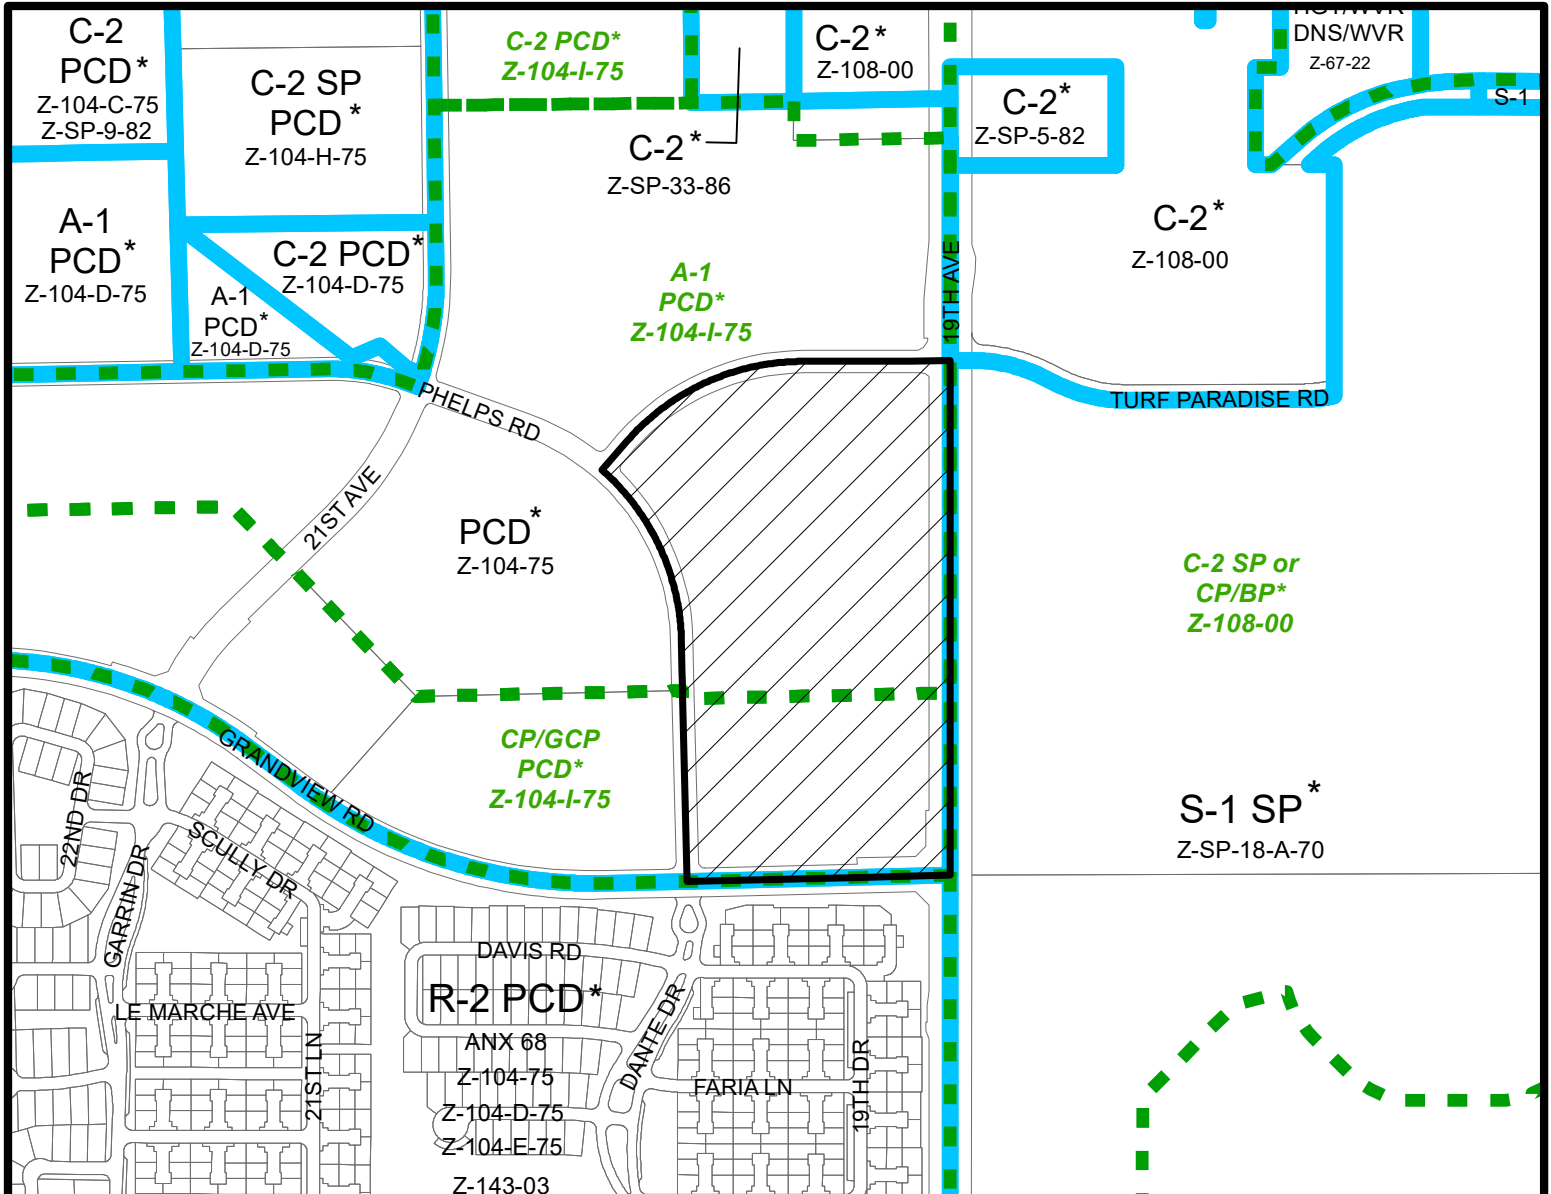 C-2
PCD*
Z-104-C-75
Z-SP-9-82
C-2 SP
PCD*
Z-104-H-75
C-2 PCD*
Z-104-I-75
C-2*
Z-108-00
C-2*
Z-SP-33-86
C-2*
Z-SP-5-82
DNS/WVR
Z-67-22
S-1
A-1
PCD*
Z-104-D-75
A-1
PCD*
Z-104-D-75
C-2 PCD*
Z-104-D-75
A-1
PCD*
Z-104-I-75
19TH AVE
C-2*
Z-108-00
PHELPS RD
TURF PARADISE RD
21ST AVE
PCD*
Z-104-75
C-2 SP or
CP/BP*
Z-108-00
CP/GCP
PCD*
Z-104-I-75
GRANDVIEW RD
S-1 SP*
Z-SP-18-A-70
22ND DR
SCULLY DR
GARRIN DR
LE MARCHE AVE
21ST LN
DAVIS RD
R-2 PCD*
ANX 68
Z-104-75
Z-104-D-75
Z-104-E-75
Z-143-03
DANTE DR
FARIA LN
19TH DR